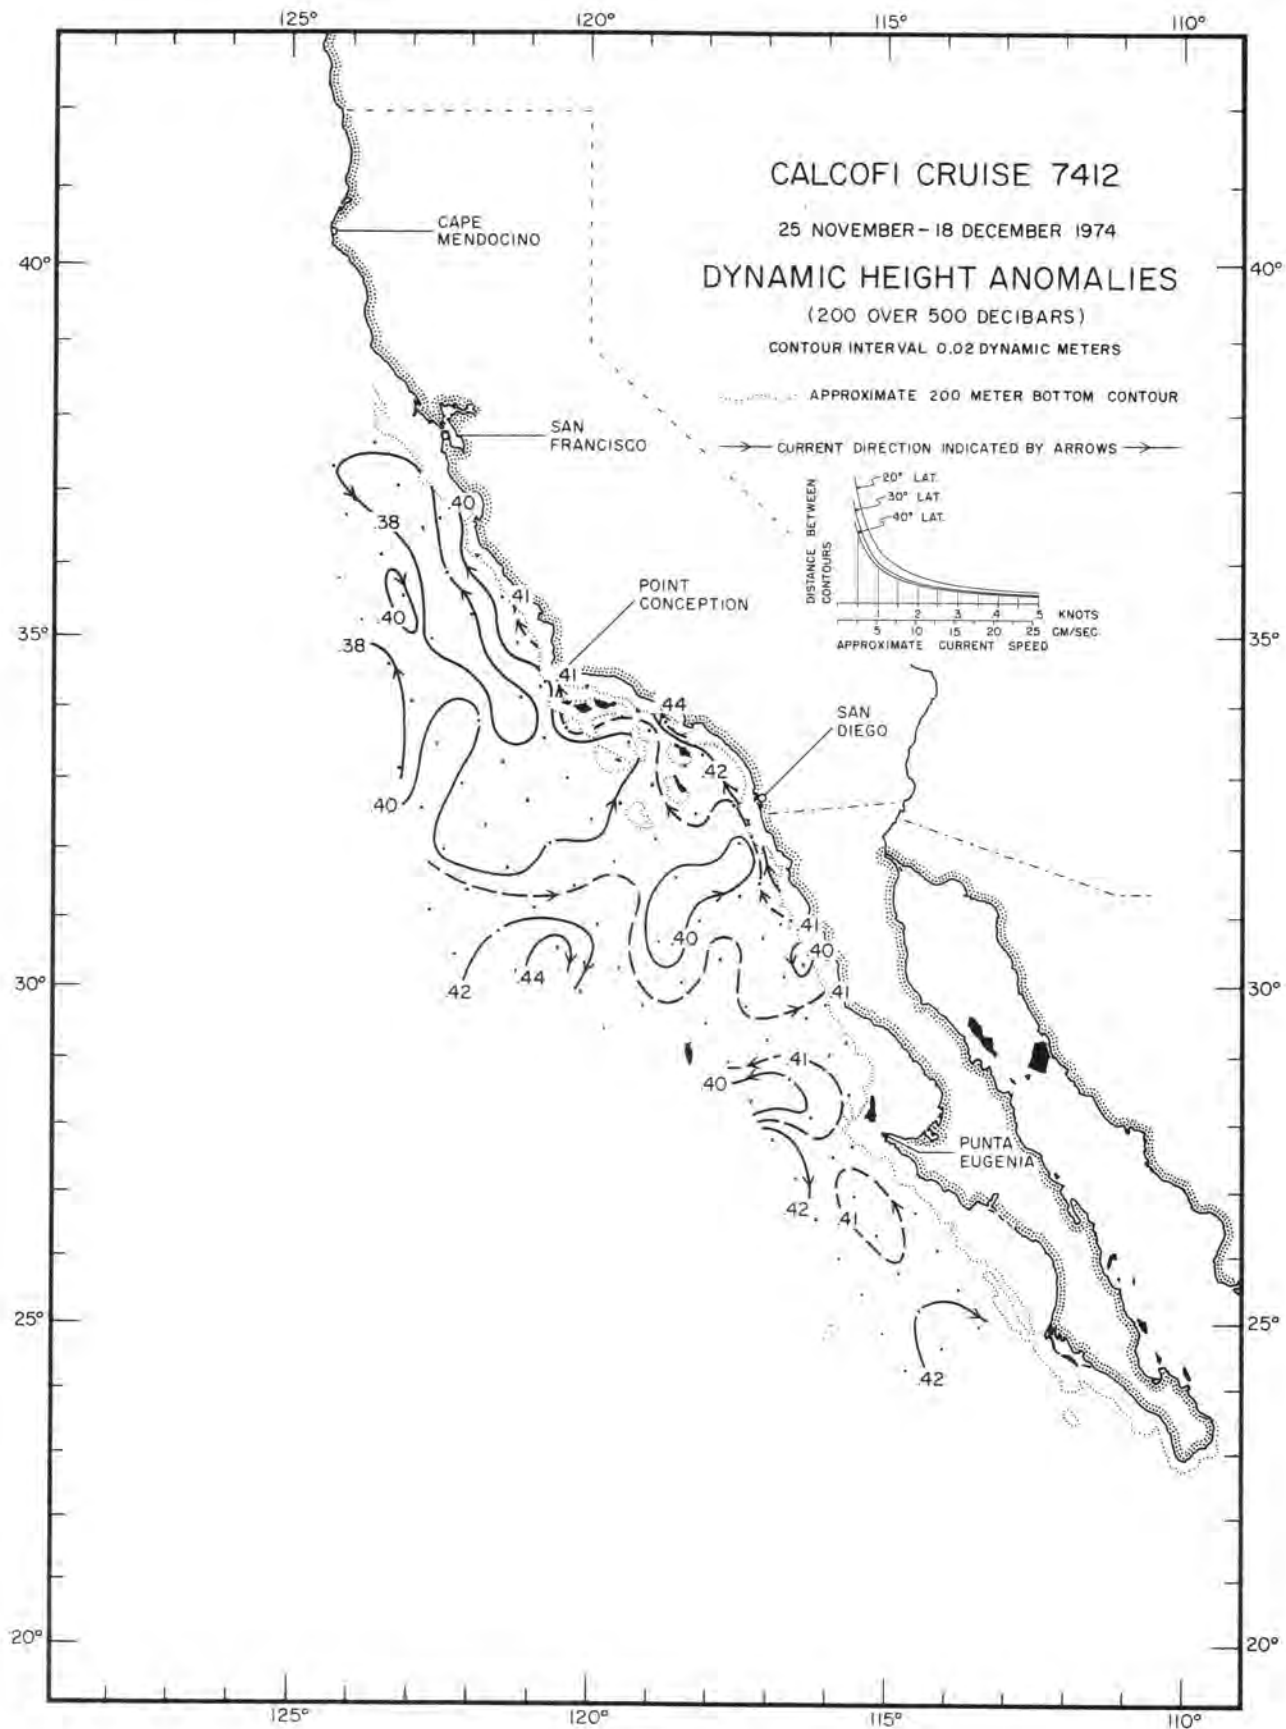 125° 120° 115° 110°
CALCOFI CRUISE 7412
25 NOVEMBER–18 DECEMBER 1974
DYNAMIC HEIGHT ANOMALIES
(200 OVER 500 DECIBARS)
CONTOUR INTERVAL 0.02 DYNAMIC METERS
APPROXIMATE 200 METER BOTTOM CONTOUR
CURRENT DIRECTION INDICATED BY ARROWS
CAPE
MENDOCINO
40° 40°
SAN
FRANCISCO
DISTANCE BETWEEN
CONTOURS
20° LAT.
30° LAT.
40° LAT.
.1 .2 .3 .4 .5 KNOTS
5 10 15 20 25 CM/SEC
APPROXIMATE CURRENT SPEED
.40
.38
.41
POINT
CONCEPTION
.40
35° 35°
.38
.41
.44
SAN
DIEGO
.42
.40
.41
.40
.40
30° 30°
.42
.44
.41
.41
.40
PUNTA
EUGENIA
.42
.41
25° 25°
.42
20° 20°
125° 120° 115° 110°